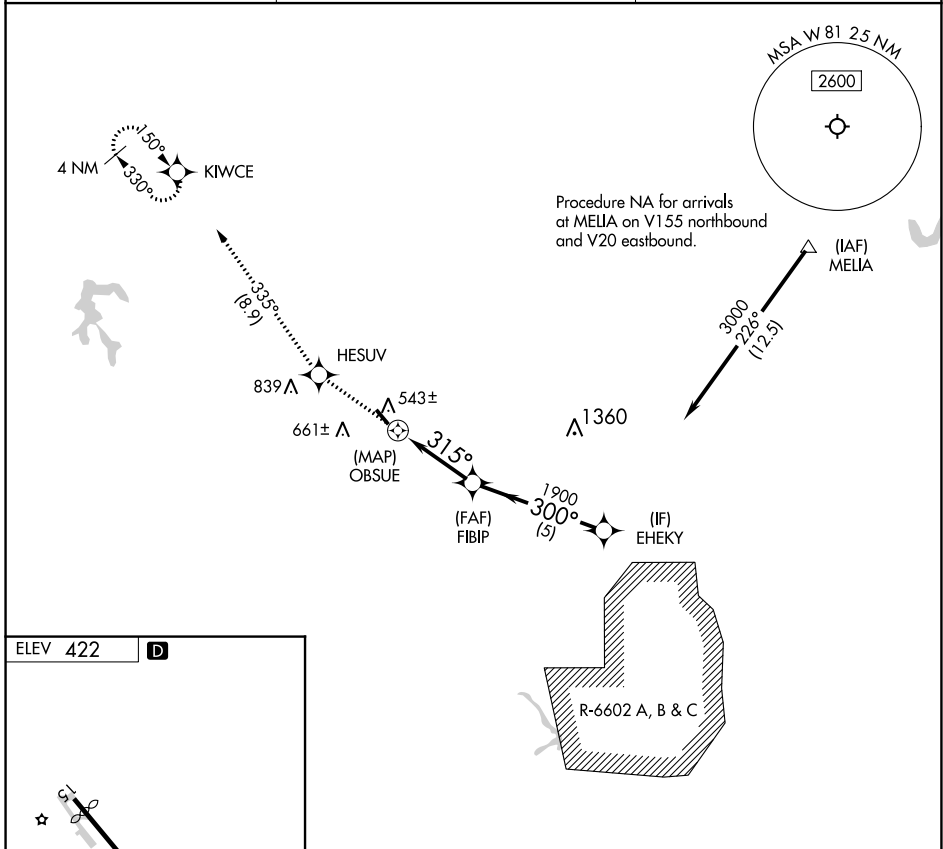 MSA W 81 25 NM
2600
150°
4 NM
330°
KIWCE
Procedure NA for arrivals
at MELIA on V155 northbound
and V20 eastbound.
(IAF)
MELIA
3000
226°
(12.5)
335°
(8.9)
HESUV
839
543±
661±
1360
(MAP)
OBSUE
315°
(FAF)
FIBIP
1900
300°
(5)
(IF)
EHEKY
R-6602 A, B & C
ELEV 422
D
15